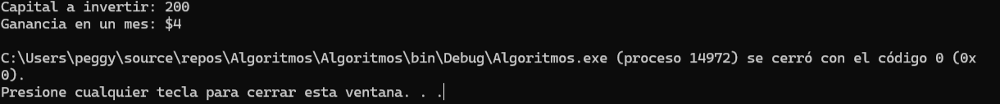 Capital a invertir: 200
Ganancia en un mes: $4
C:\Users\peggy\source\repos\Algoritmos\Algoritmos\bin\Debug\Algoritmos.exe (proceso 14972) se cerró con el código 0 (0x
0).
Presione cualquier tecla para cerrar esta ventana. . .